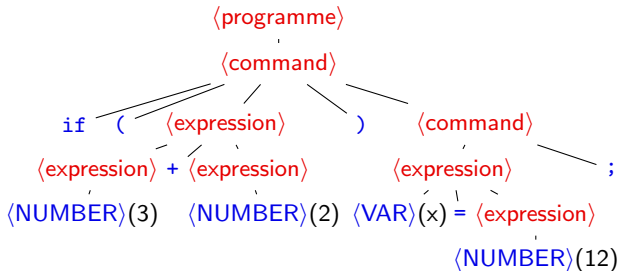 ⟨programme⟩
⟨command⟩
if ( ⟨expression⟩ ) ⟨command⟩
⟨expression⟩ + ⟨expression⟩ ⟨expression⟩ ;
⟨NUMBER⟩(3) ⟨NUMBER⟩(2) ⟨VAR⟩(x) = ⟨expression⟩
⟨NUMBER⟩(12)